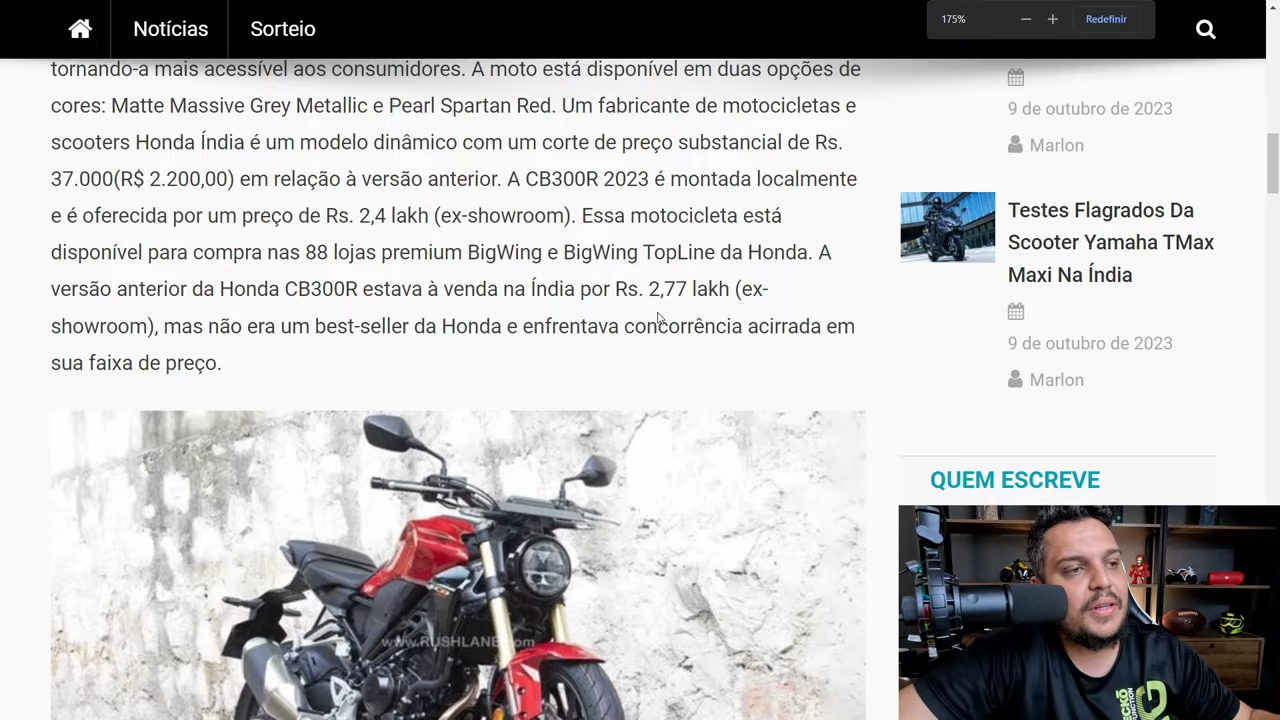 Notícias
Sorteio
175%
Redefinir
tornando-a mais acessível aos consumidores. A moto está disponível em duas opções de
cores: Matte Massive Grey Metallic e Pearl Spartan Red. Um fabricante de motocicletas e
scooters Honda Índia é um modelo dinâmico com um corte de preço substancial de Rs.
37.000(R$ 2.200,00) em relação à versão anterior. A CB300R 2023 é montada localmente
e é oferecida por um preço de Rs. 2,4 lakh (ex-showroom). Essa motocicleta está
disponível para compra nas 88 lojas premium BigWing e BigWing TopLine da Honda. A
versão anterior da Honda CB300R estava à venda na Índia por Rs. 2,77 lakh (ex-
showroom), mas não era um best-seller da Honda e enfrentava concorrência acirrada em
sua faixa de preço.
www.RUSHLANE.com
9 de outubro de 2023
Marlon
Testes Flagrados Da
Scooter Yamaha TMax
Maxi Na Índia
9 de outubro de 2023
Marlon
QUEM ESCREVE